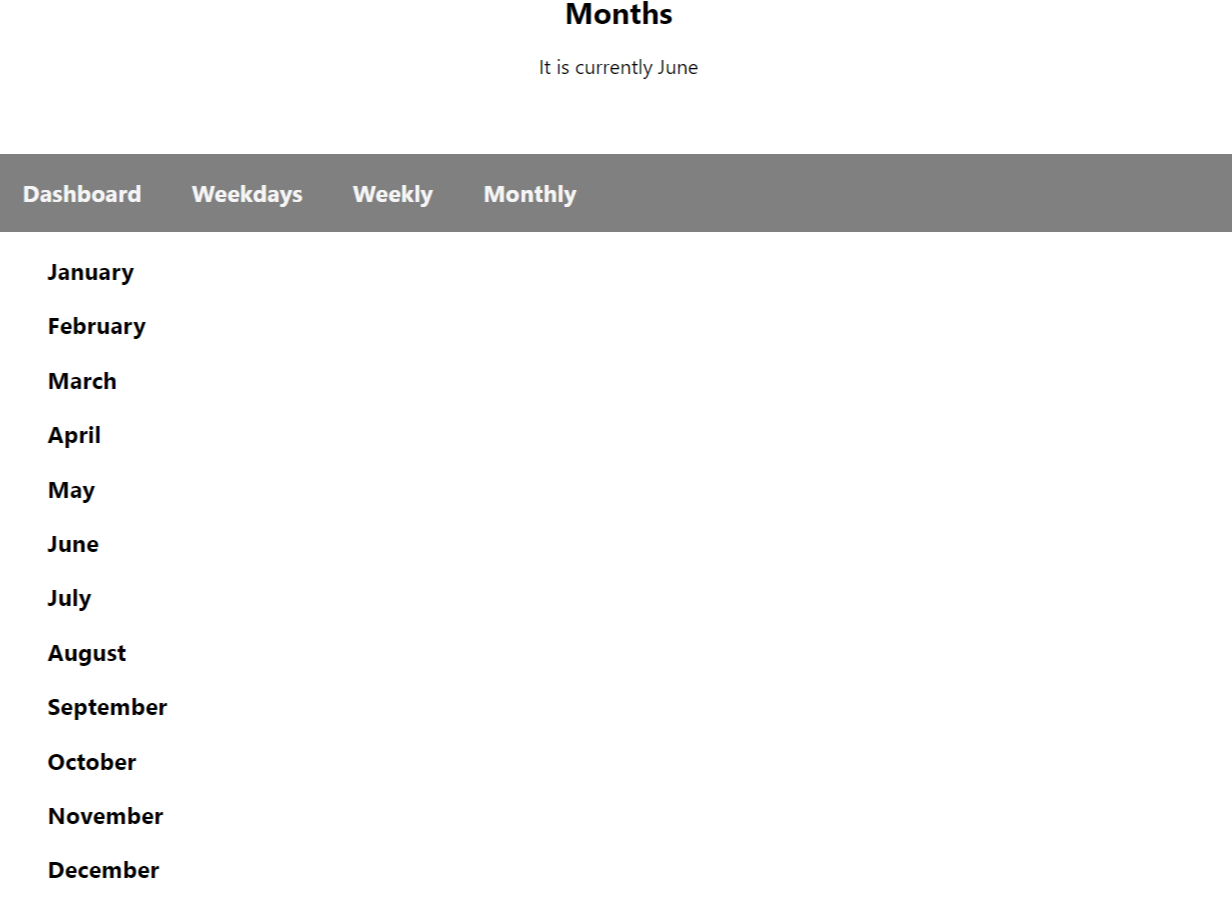 Months
It is currently June
Dashboard Weekdays Weekly Monthly
January
February
March
April
May
June
July
August
September
October
November
December